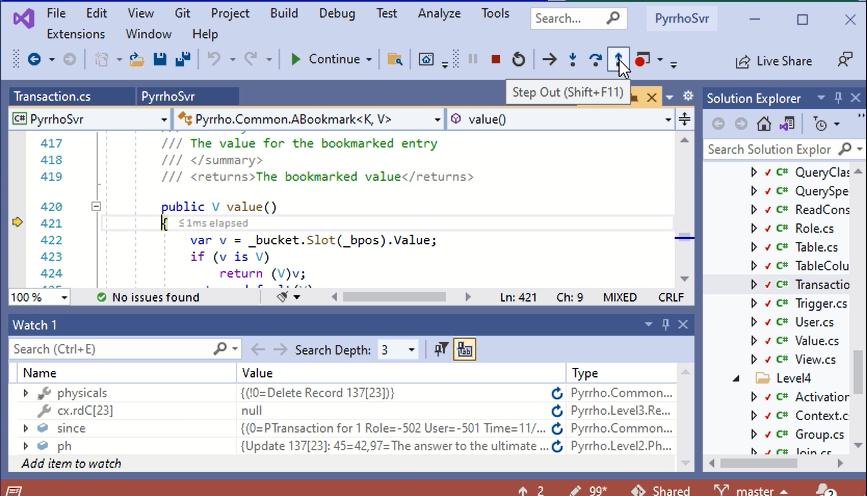 File Edit View Git Project Build Debug Test Analyze Tools Search... PyrrhoSvr
Extensions Window Help
Continue Live Share
Step Out (Shift+F11)
Transaction.cs PyrrhoSvr
PyrrhoSvr Pyrrho.Common.ABookmark<K, V> value()
417 /// The value for the bookmarked entry
418 /// </summary>
419 /// <returns>The bookmarked value</returns>
420 public V value()
421 { ≤1ms elapsed
422 var v = _bucket.Slot(_bpos).Value;
423 if (v is V)
424 return (V)v;
100 % No issues found Ln: 421 Ch: 9 MIXED CRLF
Solution Explorer
Search Solution Explor
QueryClas
QuerySpe
ReadCons
Role.cs
Table.cs
TableColu
Transactio
Trigger.cs
User.cs
Value.cs
View.cs
Level4
Activation
Context.c
Group.cs
Join.cs
Watch 1
Search (Ctrl+E) Search Depth: 3
Name Value Type
physicals {(!0=Delete Record 137[23])} Pyrrho.Common...
cx.rdC[23] null Pyrrho.Level3.Re...
since {(0=PTransaction for 1 Role=-502 User=-501 Time=11/... Pyrrho.Common...
ph {Update 137[23]: 45=42,97=The answer to the ultimate ... Pyrrho.Level2.Ph...
Add item to watch
2 99* Shared master 2